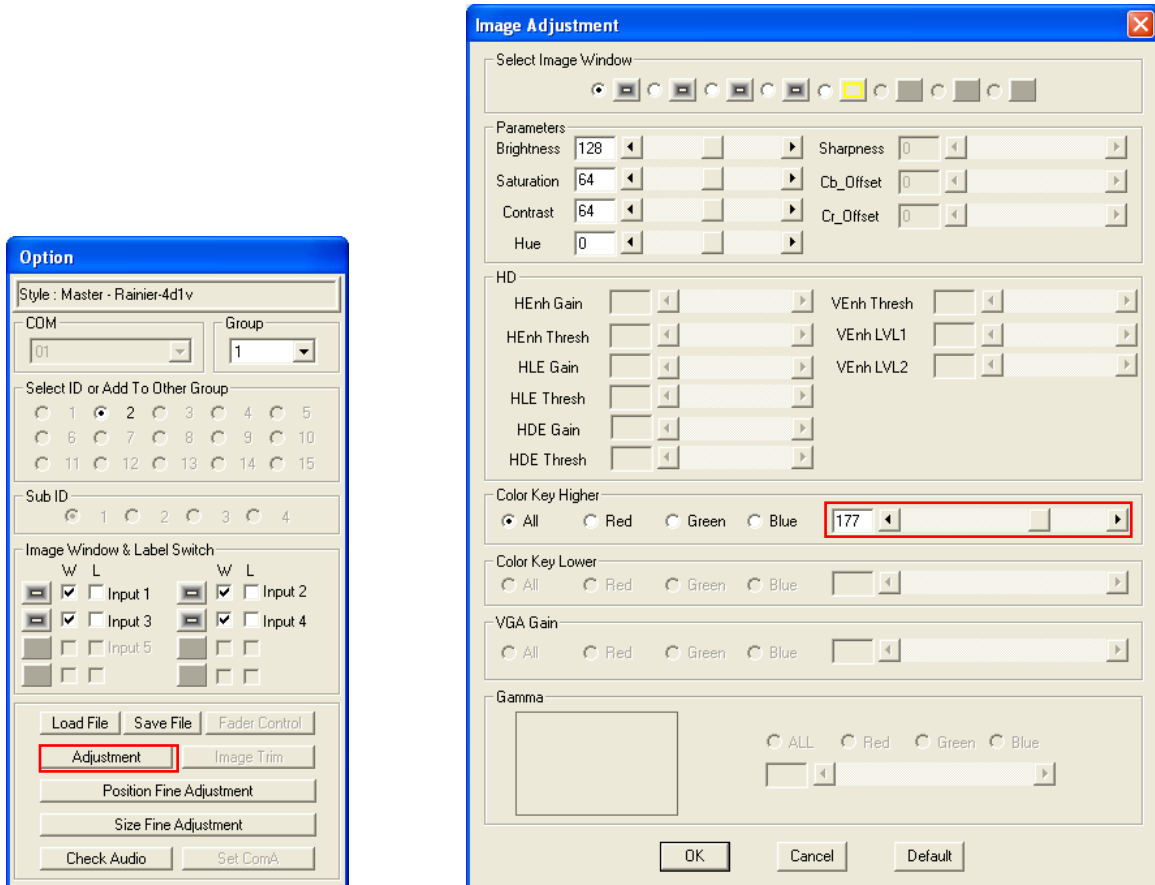 Option
Style : Master - Rainier-4d1v
COM
Group
01
1
Select ID or Add To Other Group
1 2 3 4 5
6 7 8 9 10
11 12 13 14 15
Sub ID
1 2 3 4
Image Window & Label Switch
W L W L
Input 1 Input 2
Input 3 Input 4
Input 5
Load File Save File Fader Control
Adjustment Image Trim
Position Fine Adjustment
Size Fine Adjustment
Check Audio Set ComA
Image Adjustment
Select Image Window
Parameters
Brightness 128 Sharpness 0
Saturation 64 Cb_Offset 0
Contrast 64 Cr_Offset 0
Hue 0
HD
HEnh Gain VEnh Thresh
HEnh Thresh VEnh LVL1
HLE Gain VEnh LVL2
HLE Thresh
HDE Gain
HDE Thresh
Color Key Higher
All Red Green Blue 177
Color Key Lower
All Red Green Blue
VGA Gain
All Red Green Blue
Gamma
ALL Red Green Blue
OK Cancel Default